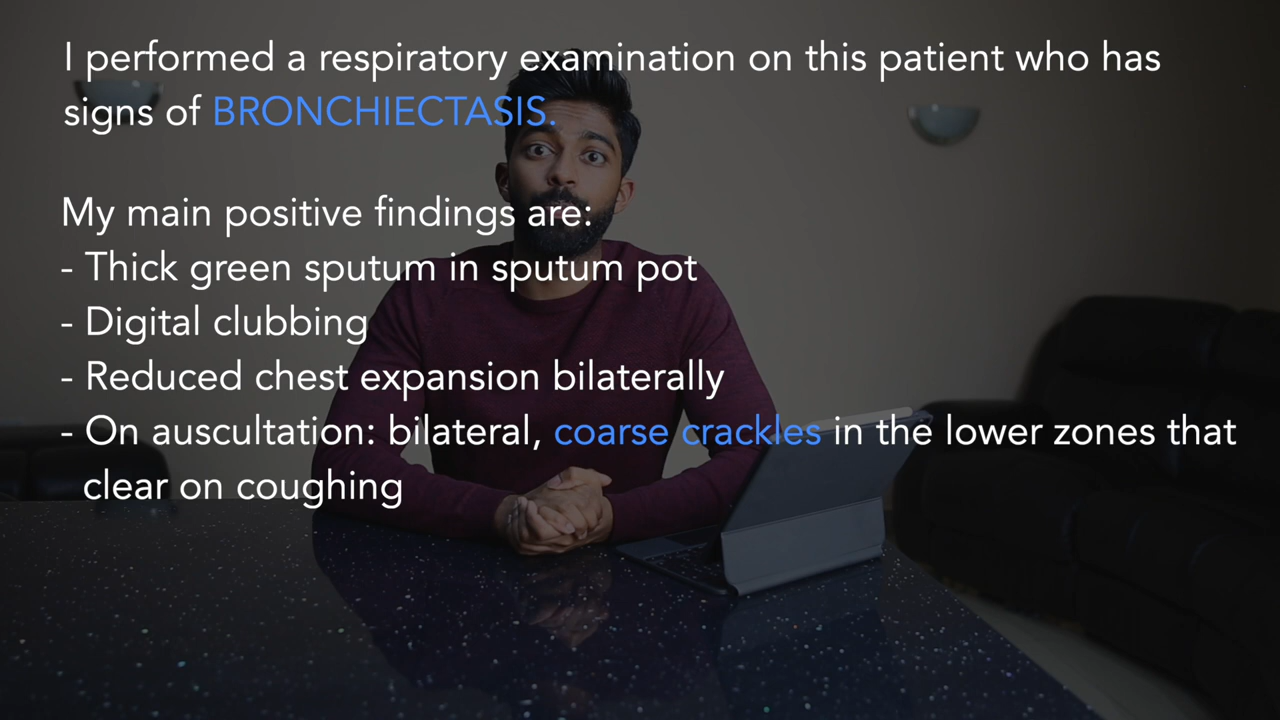 I performed a respiratory examination on this patient who has
signs of BRONCHIECTASIS.
My main positive findings are:
- Thick green sputum in sputum pot
- Digital clubbing
- Reduced chest expansion bilaterally
- On auscultation: bilateral, coarse crackles in the lower zones that
clear on coughing